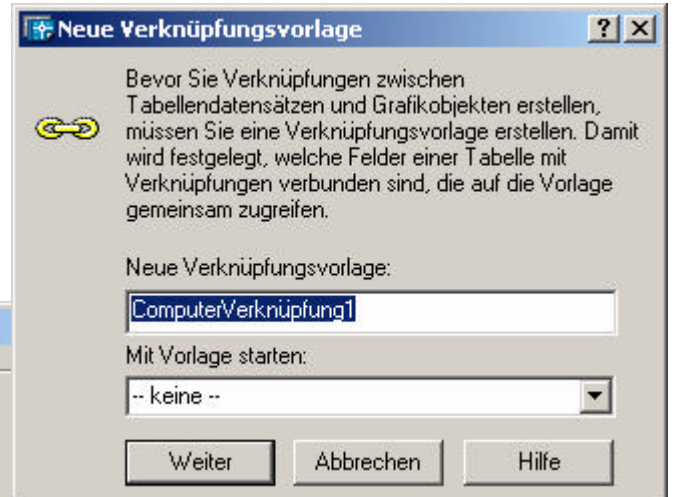 Neue Verknüpfungsvorlage
Bevor Sie Verknüpfungen zwischen
Tabellendatensätzen und Grafikobjekten erstellen,
müssen Sie eine Verknüpfungsvorlage erstellen. Damit
wird festgelegt, welche Felder einer Tabelle mit
Verknüpfungen verbunden sind, die auf die Vorlage
gemeinsam zugreifen.
Neue Verknüpfungsvorlage:
ComputerVerknüpfung1
Mit Vorlage starten:
-- keine --
Weiter Abbrechen Hilfe